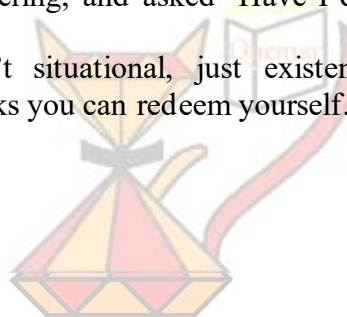 ering, and asked "Have I d
't situational, just existen
ks you can redeem yourself.